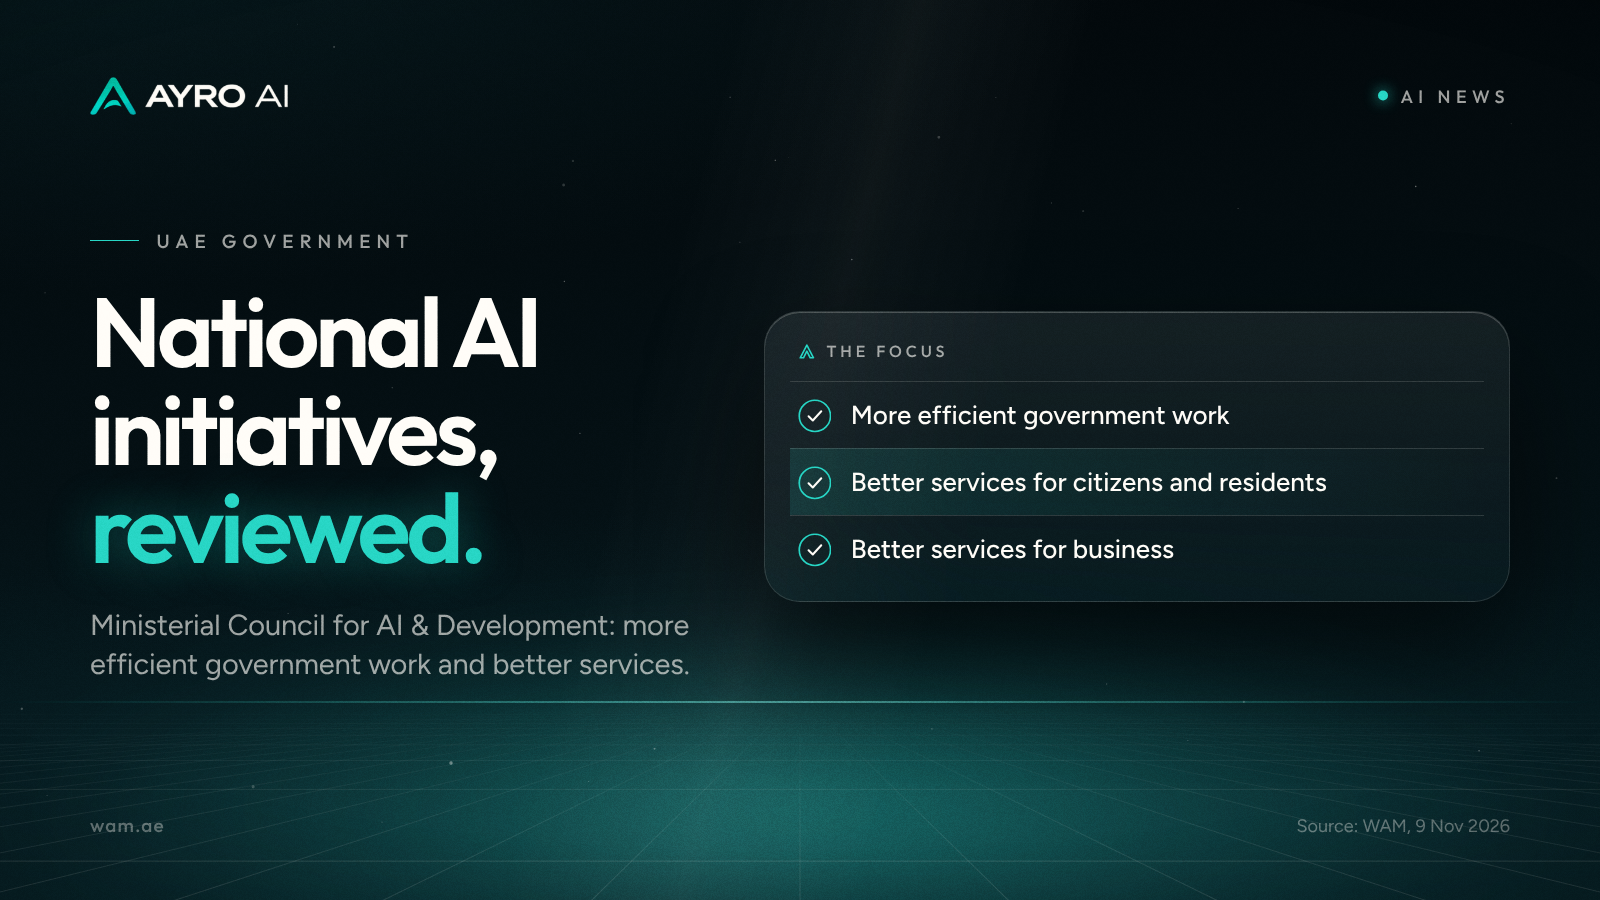 AYRO AI
AI NEWS
UAE GOVERNMENT
National AI
initiatives,
reviewed.
Ministerial Council for AI & Development: more
efficient government work and better services.
THE FOCUS
More efficient government work
Better services for citizens and residents
Better services for business
wam.ae
Source: WAM, 9 Nov 2026